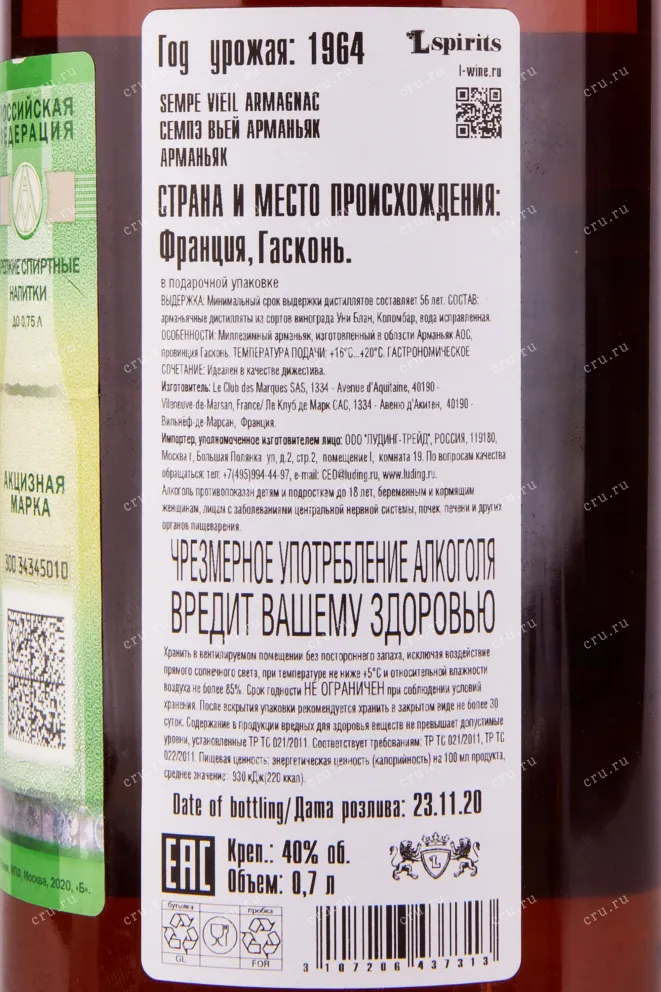 Год урожая: 1964
Lspirits
l-wine.ru
SEMPE VIEIL ARMAGNAC
СЕМПЭ ВЬЕЙ АРМАНЬЯК
АРМАНЬЯК
СТРАНА И МЕСТО ПРОИСХОЖДЕНИЯ:
Франция, Гасконь.
в подарочной упаковке
ВЫДЕРЖКА: Минимальный срок выдержки дистиллятов составляет 56 лет. СОСТАВ:
арманьячные дистилляты из сортов винограда Уни Блан, Коломбар, вода исправленная.
ОСОБЕННОСТИ: Миллезимный арманьяк, изготовленный в области Арманьяк АОС,
провинция Гасконь. ТЕМПЕРАТУРА ПОДАЧИ: +16°С...+20°С. ГАСТРОНОМИЧЕСКОЕ
СОЧЕТАНИЕ: Идеален в качестве дижестива.
Изготовитель: Le Club des Marques SAS, 1334 - Avenue d'Aquitaine, 40190 -
Villeneuve-de-Marsan, France/ Ле Клуб де Марк САС, 1334 - Авеню д'Акитен, 40190 -
Вильнёф-де-Марсан, Франция.
Импортер, уполномоченное изготовителем лицо: ООО "ЛУДИНГ-ТРЕЙД", РОССИЯ, 119180,
Москва г, Большая Полянка ул, д.2, стр.2, помещение I, комната 19. По вопросам качества
обращаться: тел: +7(495)994-44-97, e-mail: CEO@luding.ru, www.luding.ru.
Алкоголь противопоказан детям и подросткам до 18 лет, беременным и кормящим
женщинам, лицам с заболеваниями центральной нервной системы, почек, печени и других
органов пищеварения.
ЧРЕЗМЕРНОЕ УПОТРЕБЛЕНИЕ АЛКОГОЛЯ
ВРЕДИТ ВАШЕМУ ЗДОРОВЬЮ
Хранить в вентилируемом помещении без постороннего запаха, исключая воздействие
прямого солнечного света, при температуре не ниже +5°С и относительной влажности
воздуха не более 85%. Срок годности НЕ ОГРАНИЧЕН при соблюдении условий
хранения. После вскрытия упаковки рекомендуется хранить в закрытом виде не более 30
суток. Содержание в продукции вредных для здоровья веществ не превышает допустимые
уровни, установленные ТР ТС 021/2011. Соответствует требованиям: ТР ТС 021/2011, ТР ТС
022/2011. Пищевая ценность: энергетическая ценность (калорийность) на 100 мл продукта,
среднее значение: 930 кДж(220 ккал).
Date of bottling/Дата розлива: 23.11.20
ЕАС
Креп.: 40% об.
Объем: 0,7 л
L
бутылка
пробка
GL
FOR
3 107206 437313
РОССИЙСКАЯ
ФЕДЕРАЦИЯ
КРЕПКИЕ СПИРТНЫЕ
НАПИТКИ
ДО 0,75 Л
АКЦИЗНАЯ
МАРКА
300 34345010
МПО, Москва, 2020, «Б».
cru.ru